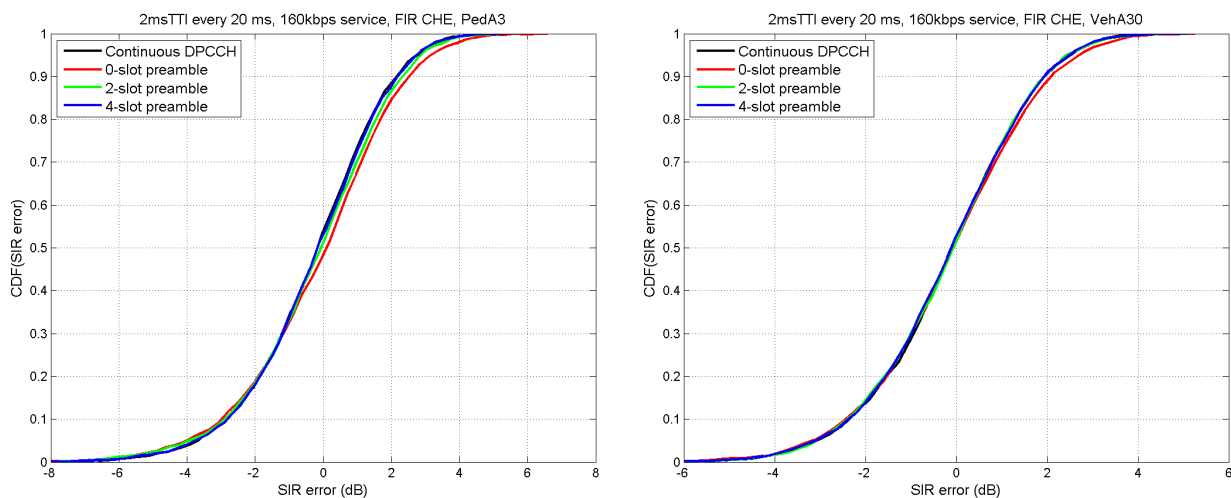 2msTTI every 20 ms, 160kbps service, FIR CHE, PedA3
1
0.9
0.8
0.7
0.6
0.5
0.4
0.3
0.2
0.1
0
CDF(SIR error)
Continuous DPCCH
0-slot preamble
2-slot preamble
4-slot preamble
-8 -6 -4 -2 0 2 4 6 8
SIR error (dB)
2msTTI every 20 ms, 160kbps service, FIR CHE, VehA30
1
0.9
0.8
0.7
0.6
0.5
0.4
0.3
0.2
0.1
0
CDF(SIR error)
Continuous DPCCH
0-slot preamble
2-slot preamble
4-slot preamble
-6 -4 -2 0 2 4 6
SIR error (dB)